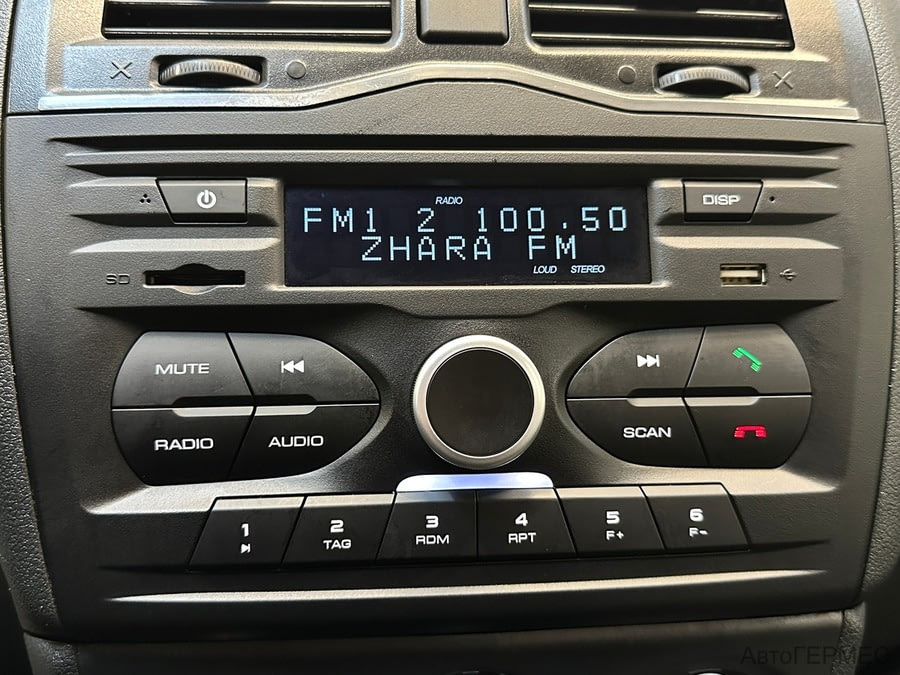 RADIO
FM1 2 100.50
ZHARA FM
LOUD STEREO
DISP
SD
MUTE
RADIO
AUDIO
SCAN
1
2
TAG
3
RDM
4
RPT
5
F+
6
F-
АвтоГЕРМЕС